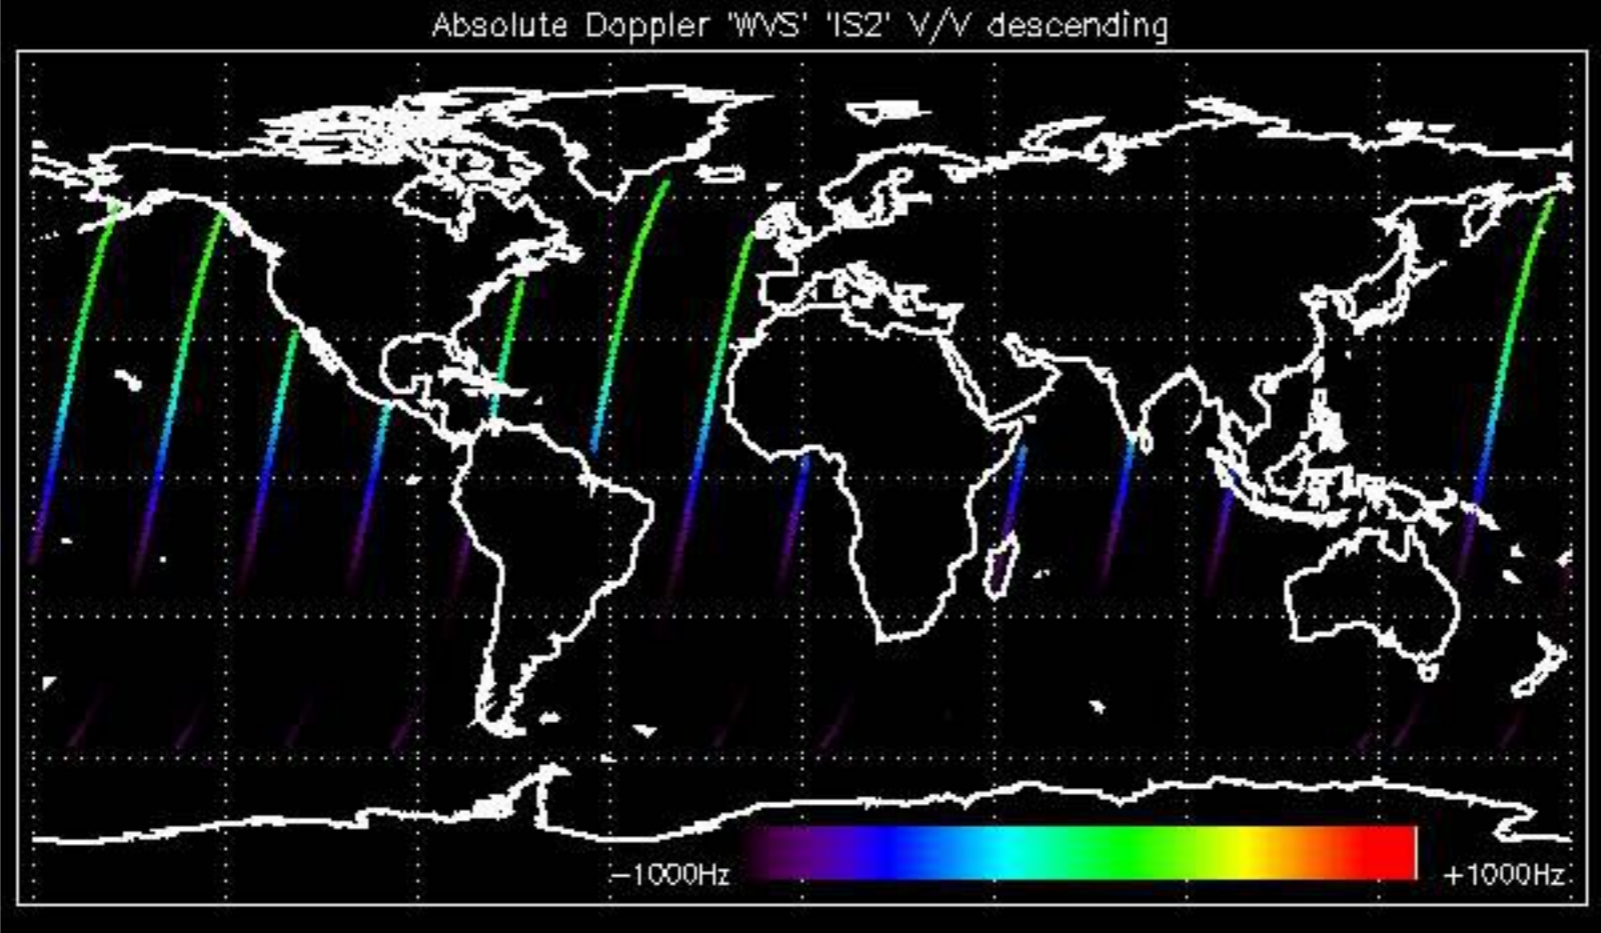 Absolute Doppler 'WVS' 'IS2' V/V descending
−1000Hz +1000Hz